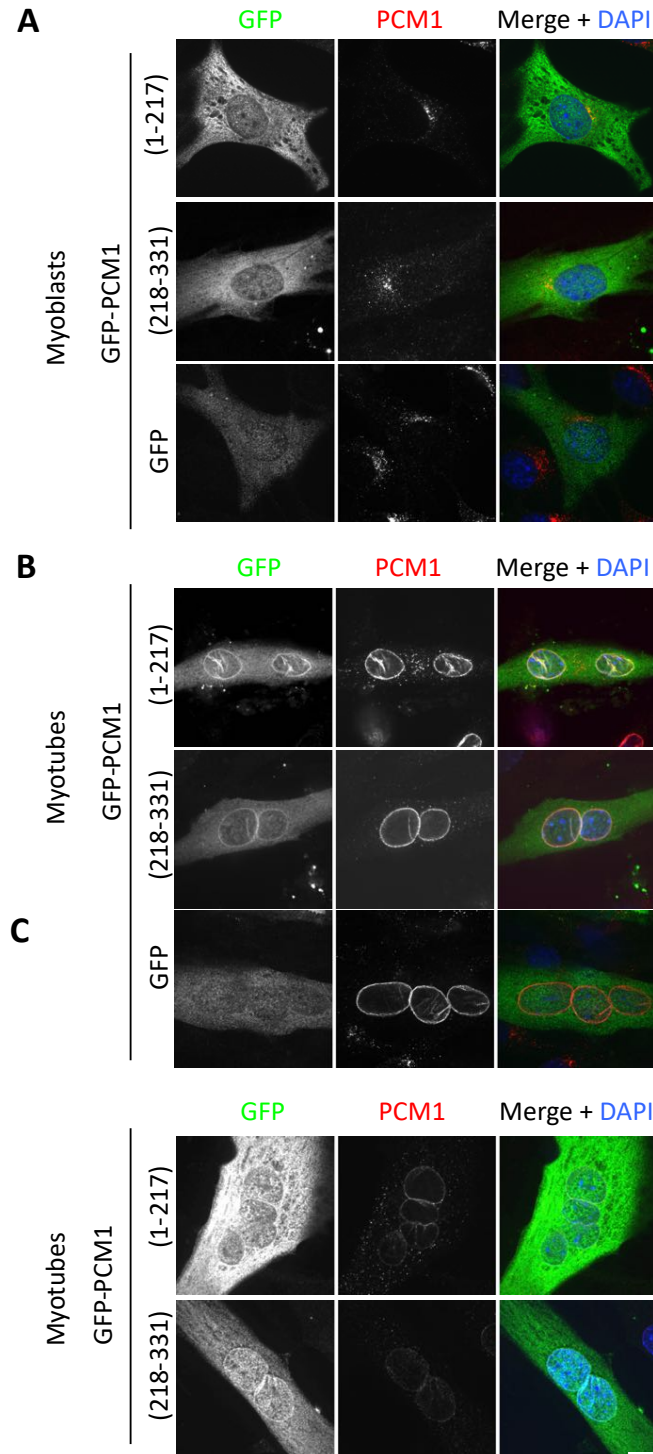 A
GFP PCM1 Merge + DAPI
Myoblasts
GFP-PCM1
(1-217)
(218-331)
GFP
B
GFP PCM1 Merge + DAPI
Myotubes
GFP-PCM1
(1-217)
(218-331)
C
GFP
GFP PCM1 Merge + DAPI
Myotubes
GFP-PCM1
(1-217)
(218-331)